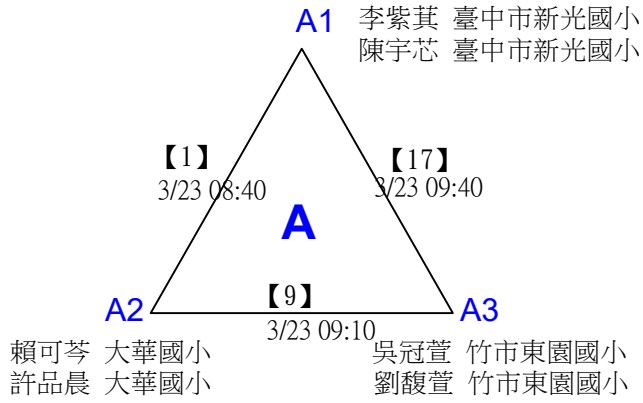 A1 李紫萁 臺中市新光國小
陳宇芯 臺中市新光國小
【1】
3/23 08:40
【17】
3/23 09:40
A
A2
【9】
3/23 09:10
A3
賴可芩 大華國小
許品晨 大華國小
吳冠萱 竹市東園國小
劉馥萱 竹市東園國小